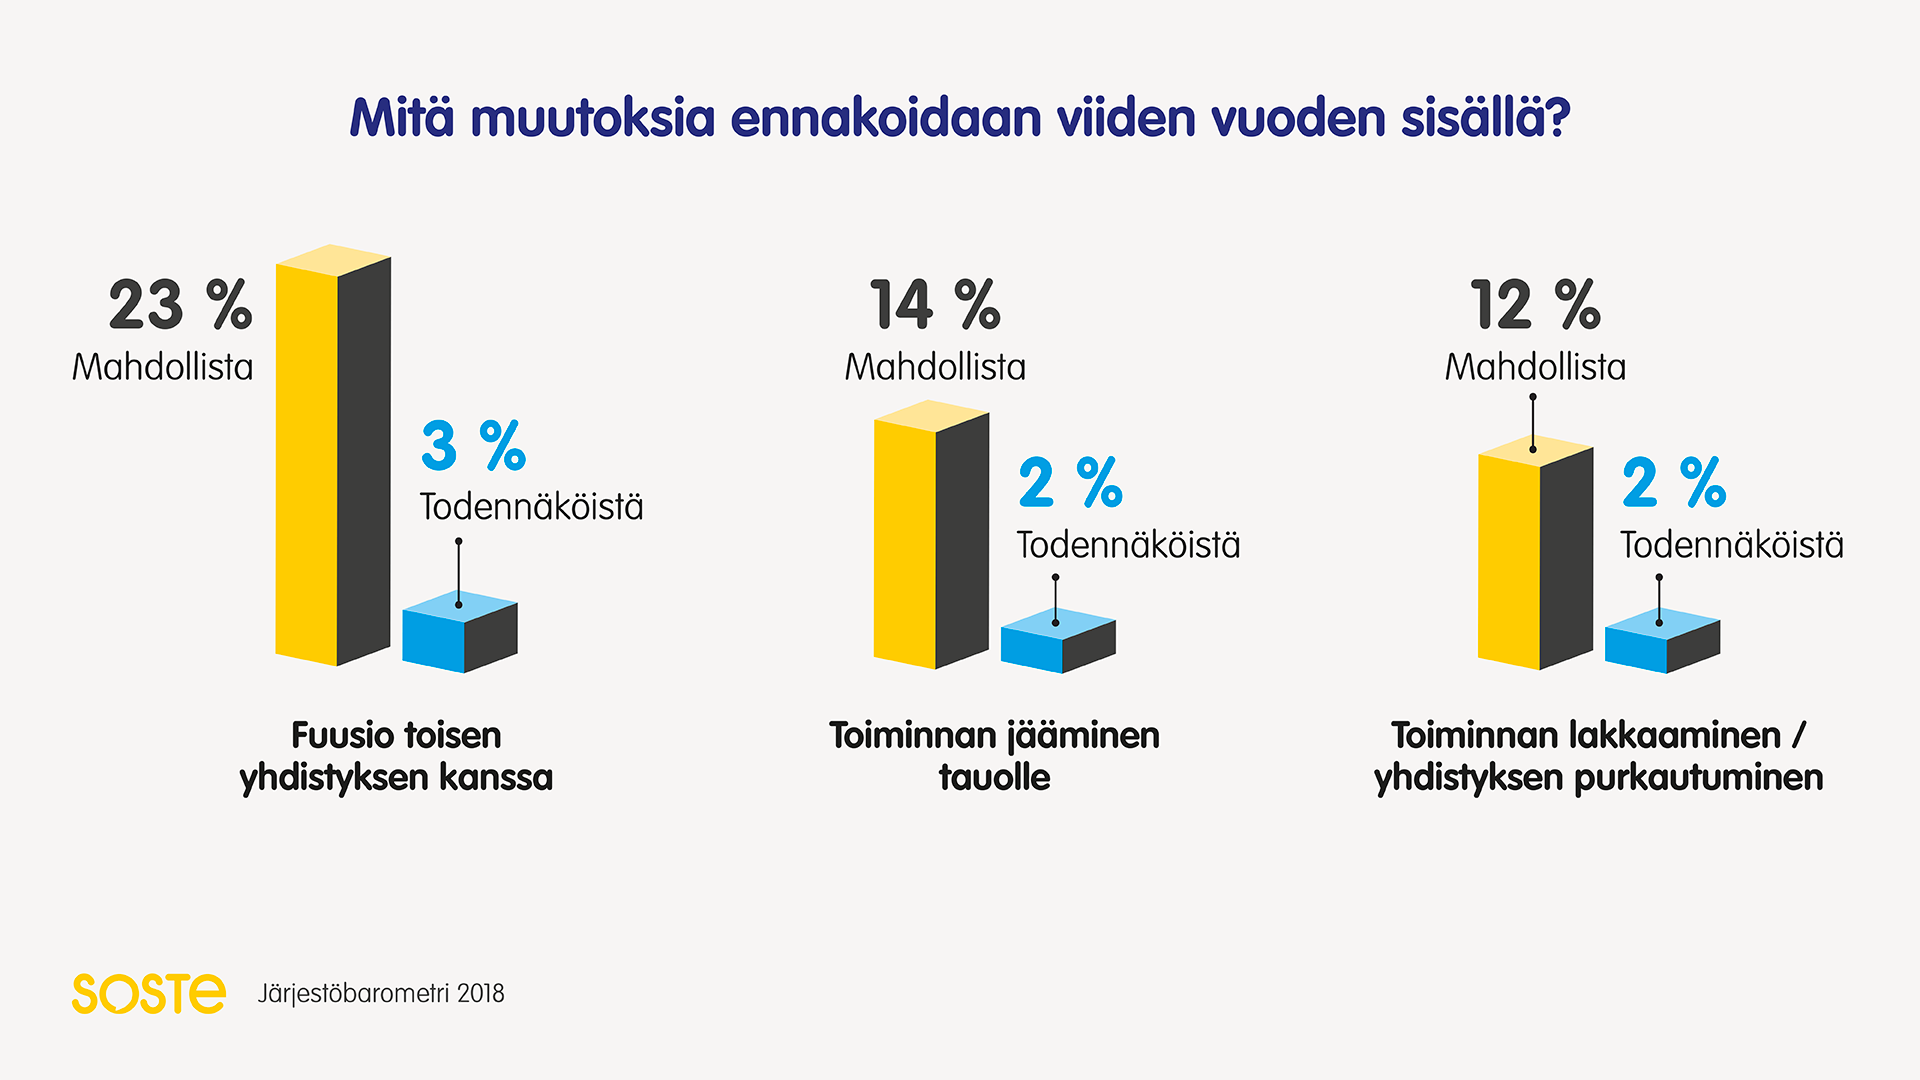 Mitä muutoksia ennakoidaan viiden vuoden sisällä?
23 %
Mahdollista
3 %
Todennäköistä
Fuusio toisen
yhdistyksen kanssa
14 %
Mahdollista
2 %
Todennäköistä
Toiminnan jääminen
tauolle
12 %
Mahdollista
2 %
Todennäköistä
Toiminnan lakkaaminen /
yhdistyksen purkautuminen
SOSTe
Järjestöbarometri 2018